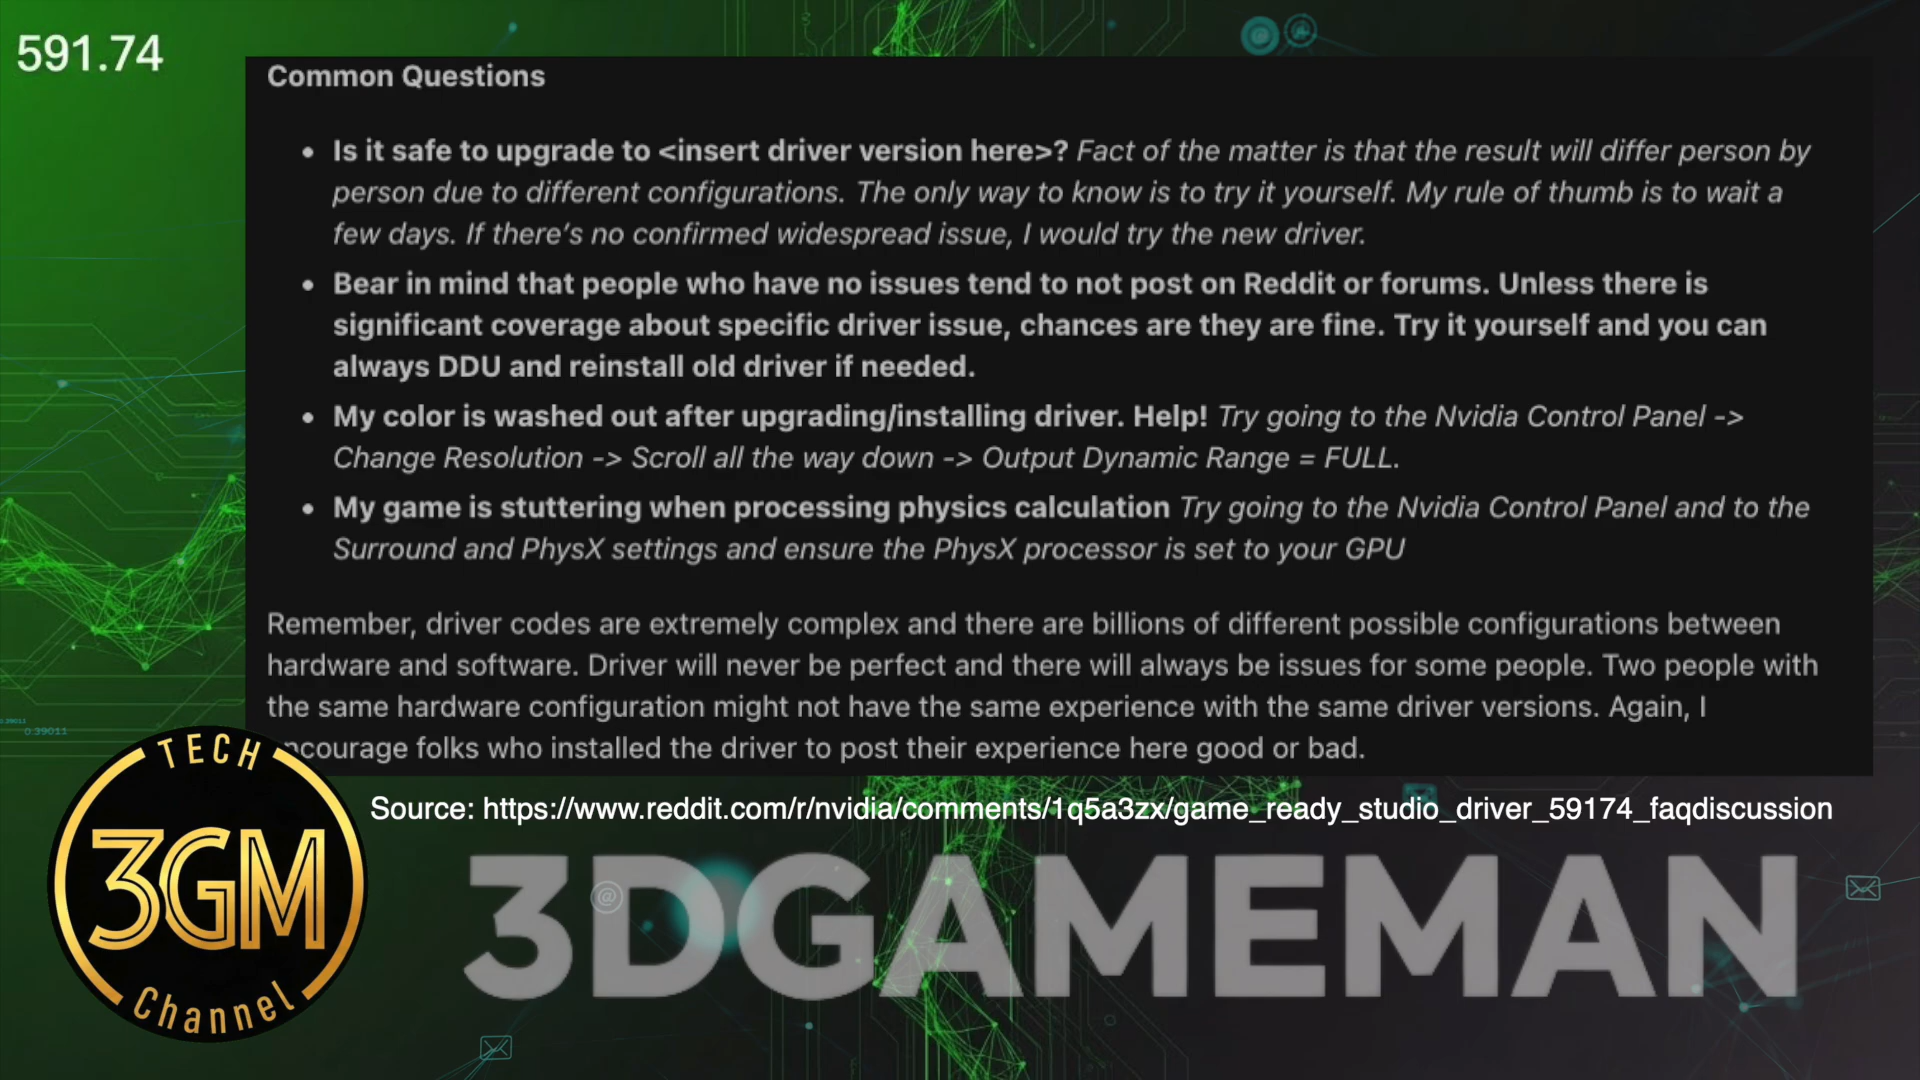 591.74
Common Questions
• Is it safe to upgrade to <insert driver version here>? Fact of the matter is that the result will differ person by
person due to different configurations. The only way to know is to try it yourself. My rule of thumb is to wait a
few days. If there's no confirmed widespread issue, I would try the new driver.
• Bear in mind that people who have no issues tend to not post on Reddit or forums. Unless there is
significant coverage about specific driver issue, chances are they are fine. Try it yourself and you can
always DDU and reinstall old driver if needed.
• My color is washed out after upgrading/installing driver. Help! Try going to the Nvidia Control Panel ->
Change Resolution -> Scroll all the way down -> Output Dynamic Range = FULL.
• My game is stuttering when processing physics calculation Try going to the Nvidia Control Panel and to the
Surround and PhysX settings and ensure the PhysX processor is set to your GPU
Remember, driver codes are extremely complex and there are billions of different possible configurations between
hardware and software. Driver will never be perfect and there will always be issues for some people. Two people with
the same hardware configuration might not have the same experience with the same driver versions. Again, I
ncourage folks who installed the driver to post their experience here good or bad.
0.39011
Source: https://www.reddit.com/r/nvidia/comments/1q5a3zx/game_ready_studio_driver_59174_faqdiscussion
TECH
3GM
Channel
3DGAMEMAN